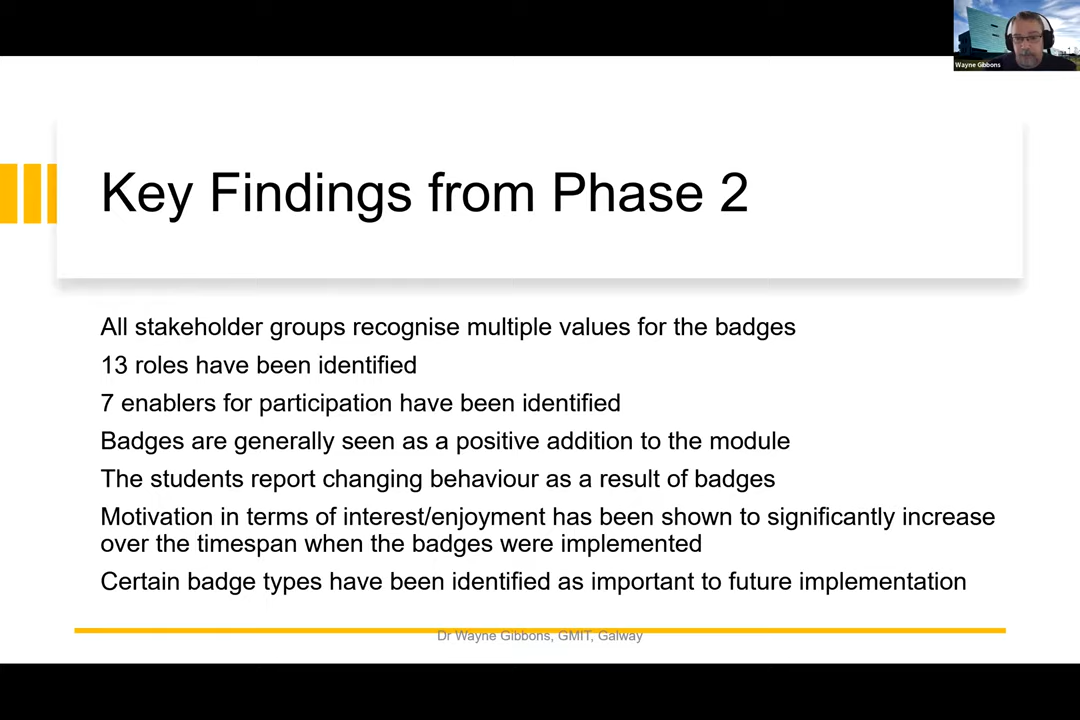 Wayne Gibbons
Key Findings from Phase 2
All stakeholder groups recognise multiple values for the badges
13 roles have been identified
7 enablers for participation have been identified
Badges are generally seen as a positive addition to the module
The students report changing behaviour as a result of badges
Motivation in terms of interest/enjoyment has been shown to significantly increase
over the timespan when the badges were implemented
Certain badge types have been identified as important to future implementation
Dr Wayne Gibbons, GMIT, Galway